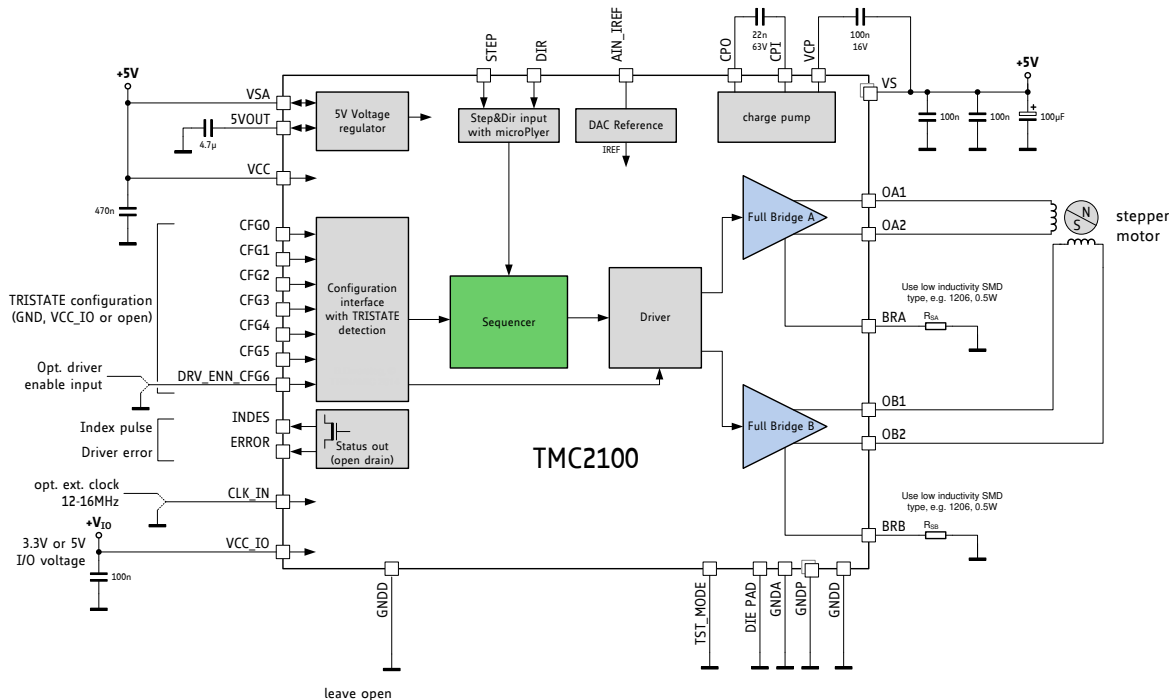 STEP
DIR
AIN_IREF
CPO
22n
63V
CPI
VCP
100n
16V
+5V
+5V
VSA
5VOUT
4.7µ
5V Voltage
regulator
Step&Dir input
with microPlyer
DAC Reference
IREF
charge pump
VS
100n
100n
+
100µF
VCC
470n
CFG0
CFG1
CFG2
CFG3
CFG4
CFG5
DRV_ENN_CFG6
TRISTATE configuration
(GND, VCC_IO or open)
Opt. driver
enable input
Configuration
interface
with TRISTATE
detection
Sequencer
Driver
Full Bridge A
Full Bridge B
OA1
OA2
N
S
stepper
motor
Use low inductivity SMD
type, e.g. 1206, 0.5W
BRA
RSA
OB1
OB2
Use low inductivity SMD
type, e.g. 1206, 0.5W
BRB
RSB
INDES
ERROR
Index pulse
Driver error
Status out
(open drain)
TMC2100
opt. ext. clock
12-16MHz
CLK_IN
+VIO
3.3V or 5V
I/O voltage
VCC_IO
100n
GNDD
TST_MODE
DIE PAD
GNDA
GNDP
GNDD
leave open